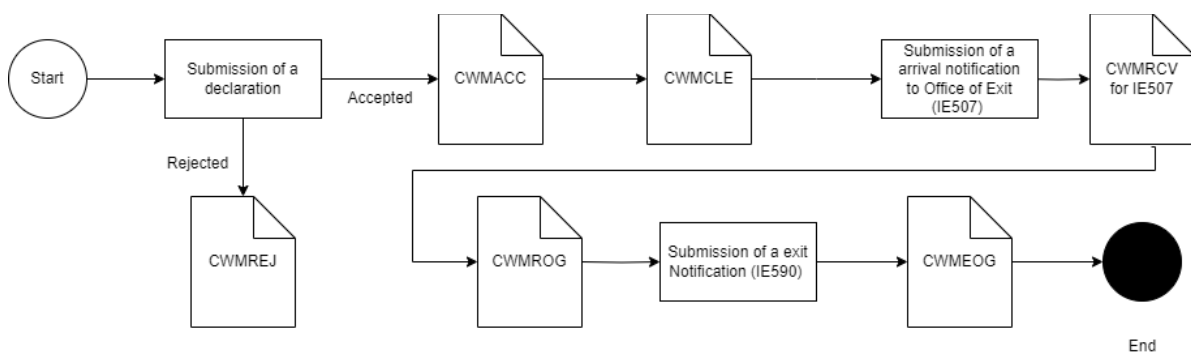 Start
Submission of a
declaration
Accepted
CWMACC
CWMCLE
Submission of a
arrival notification
to Office of Exit
(IE507)
CWMRCV
for IE507
Rejected
CWMREJ
CWMROG
Submission of a exit
Notification (IE590)
CWMEOG
End